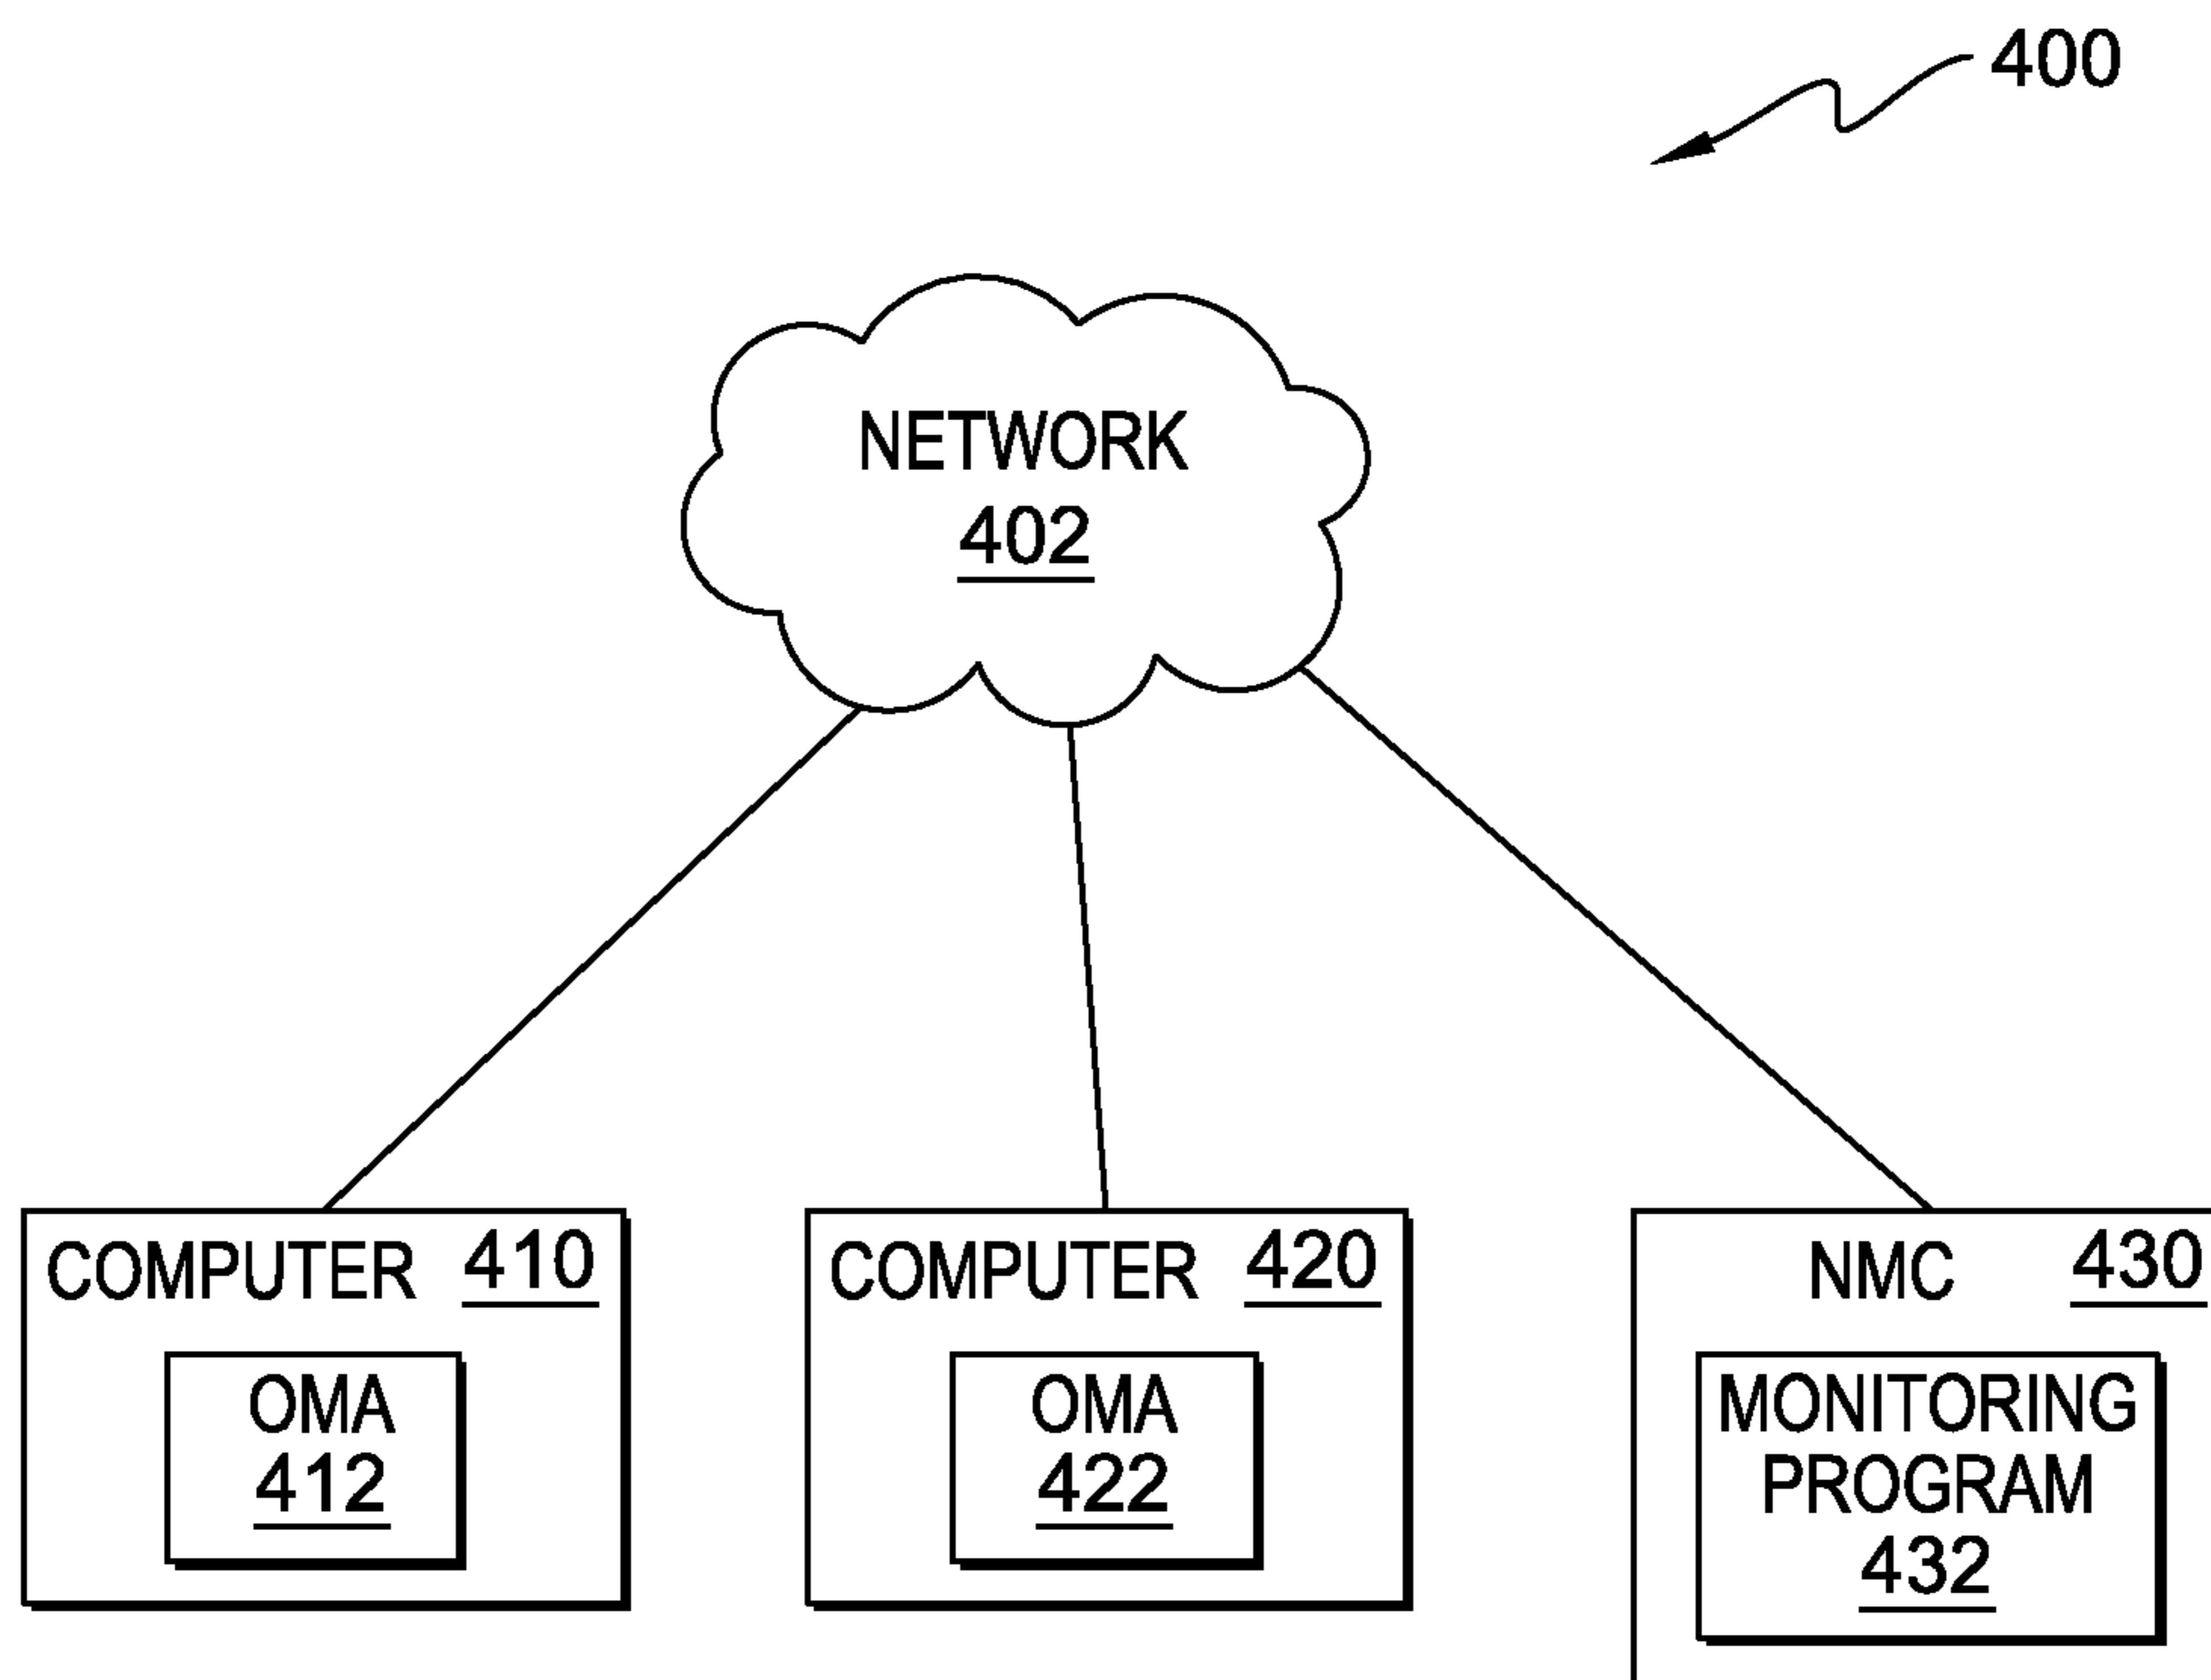 400
NETWORK
402
COMPUTER 410
OMA
412
COMPUTER 420
OMA
422
NMC 430
MONITORING
PROGRAM
432